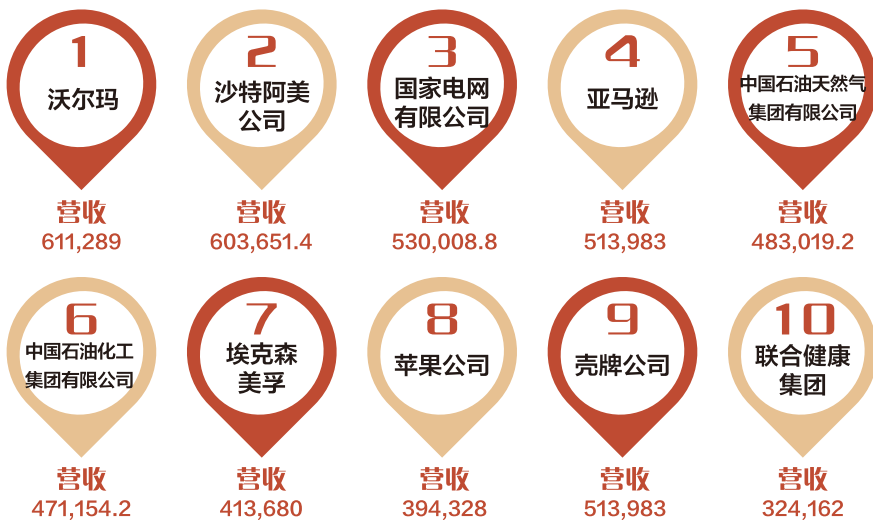 1
沃尔玛
营收
611,289
2
沙特阿美
公司
营收
603,651.4
3
国家电网
有限公司
营收
530,008.8
4
亚马逊
营收
513,983
5
中国石油天然气
集团有限公司
营收
483,019.2
6
中国石油化工
集团有限公司
营收
471,154.2
7
埃克森
美孚
营收
413,680
8
苹果公司
营收
394,328
9
壳牌公司
营收
513,983
10
联合健康
集团
营收
324,162